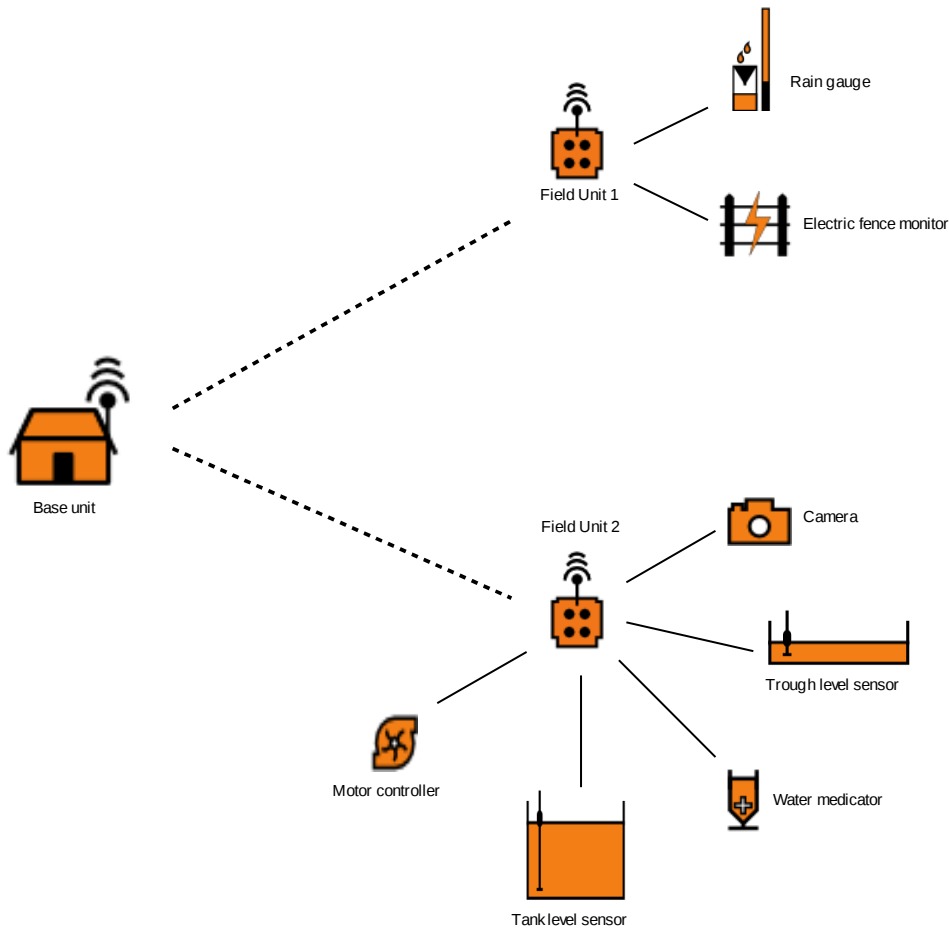 Rain gauge
Field Unit 1
Electric fence monitor
Base unit
Camera
Field Unit 2
Trough level sensor
Motor controller
Water medicator
Tank level sensor